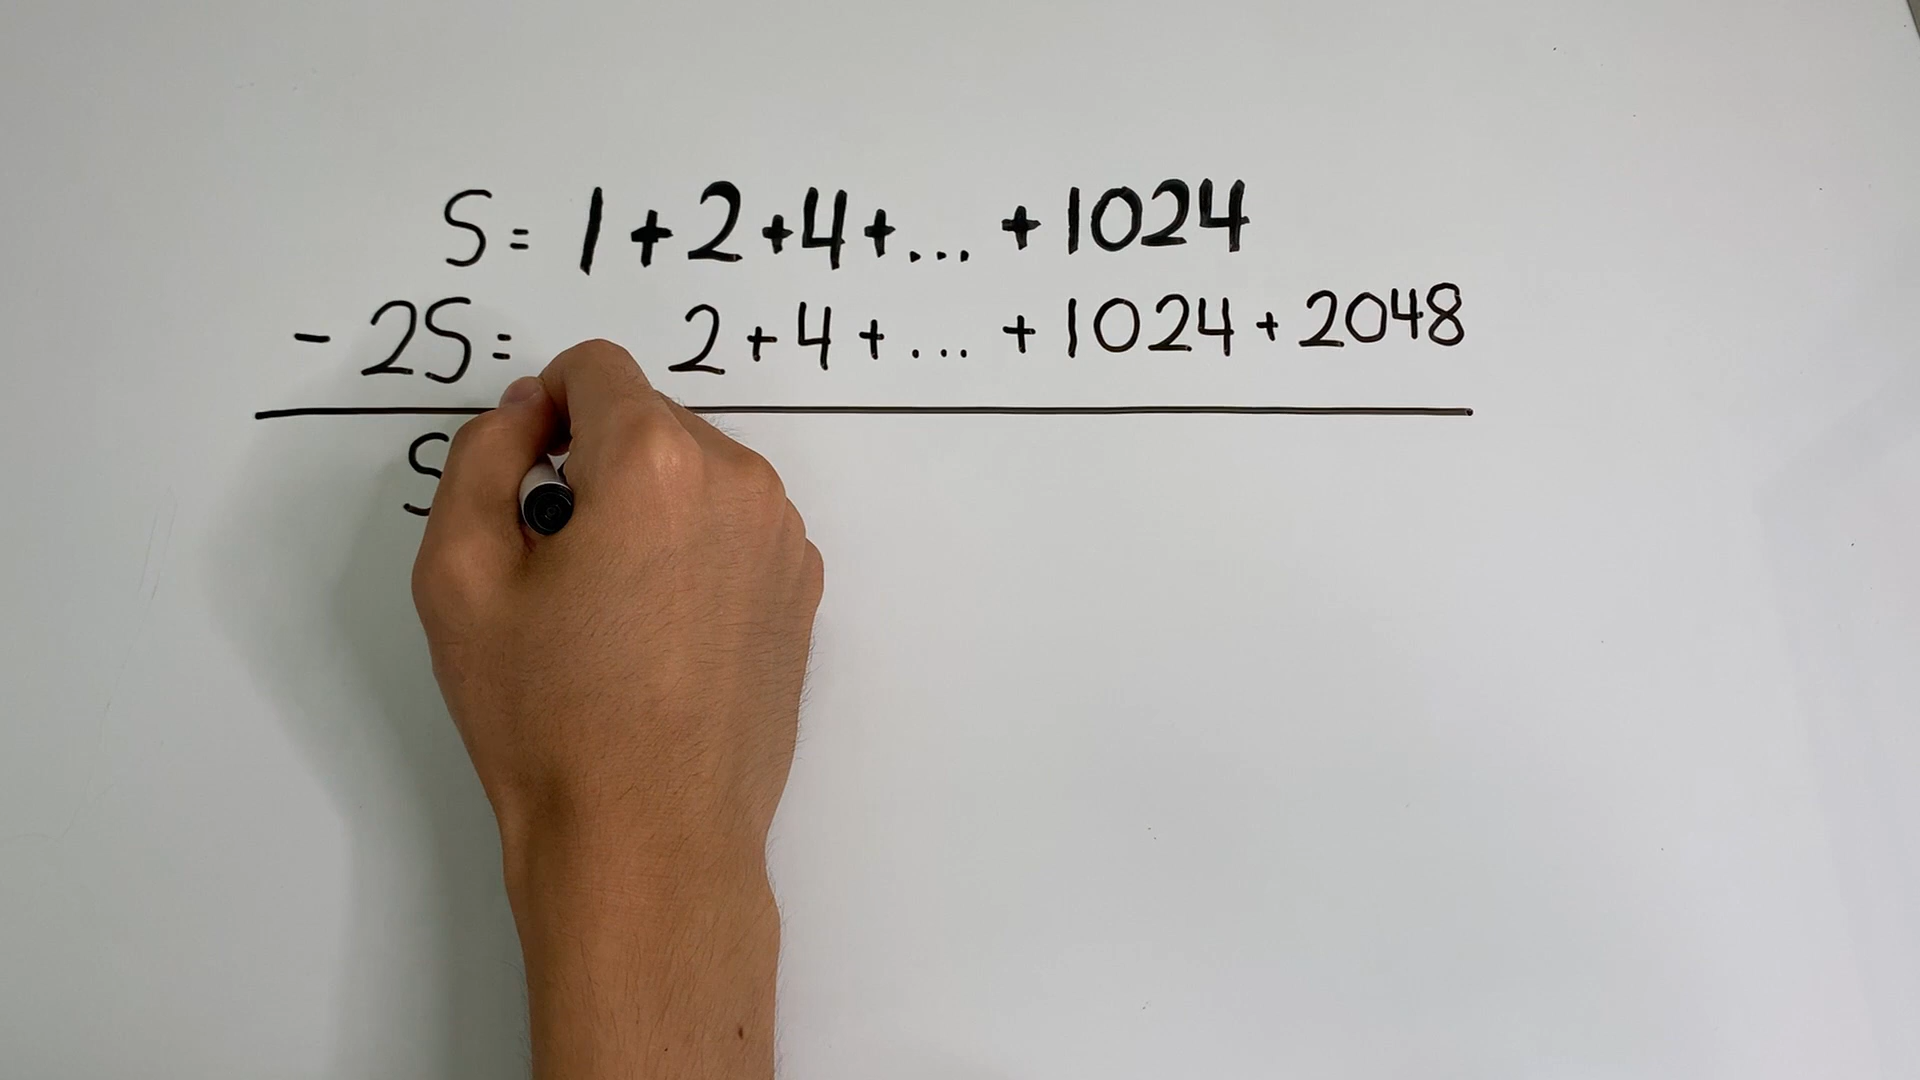 S = 1 + 2 + 4 + ... + 1024
- 2S = 2 + 4 + ... + 1024 + 2048
S